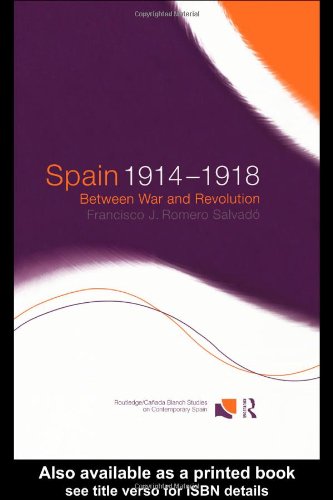 Spain 1914–1918
Between War and Revolution
Francisco J. Romero Salvadó
Routledge/Cañada Blanch Studies
on Contemporary Spain
Also available as a printed book
see title verso for ISBN details